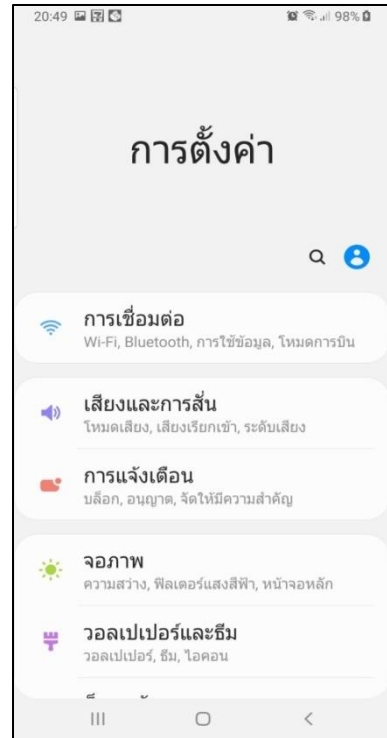 20:49
98%
การตั้งค่า
การเชื่อมต่อ
Wi-Fi, Bluetooth, การใช้ข้อมูล, โหมดการบิน
เสียงและการสั่น
โหมดเสียง, เสียงเรียกเข้า, ระดับเสียง
การแจ้งเตือน
บล็อก, อนุญาต, จัดให้มีความสำคัญ
จอภาพ
ความสว่าง, ฟิลเตอร์แสงสีฟ้า, หน้าจอหลัก
วอลเปเปอร์และธีม
วอลเปเปอร์, ธีม, ไอคอน